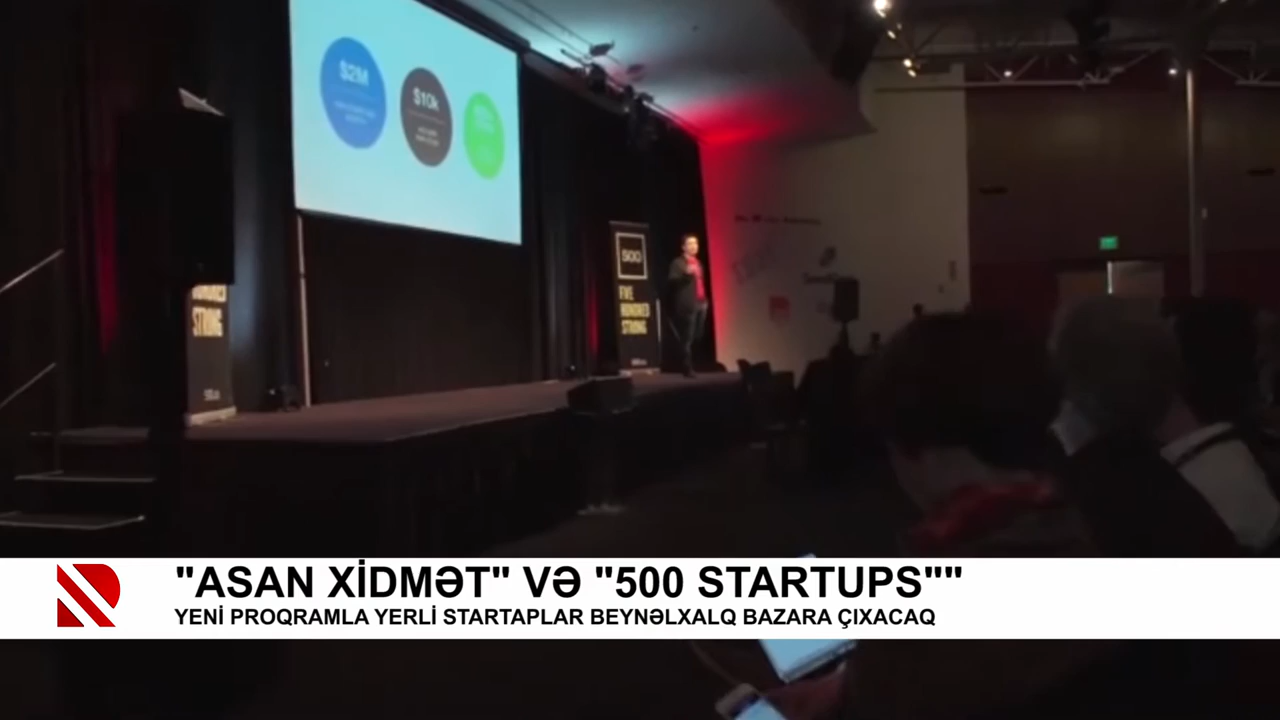 $2M
$10k
500
FIVE
HUNDRED
STRONG
HUNDRED
STRONG
"ASAN XİDMƏT" VƏ "500 STARTUPS""
YENİ PROQRAMLA YERLİ STARTAPLAR BEYNƏLXALQ BAZARA ÇIXACAQ